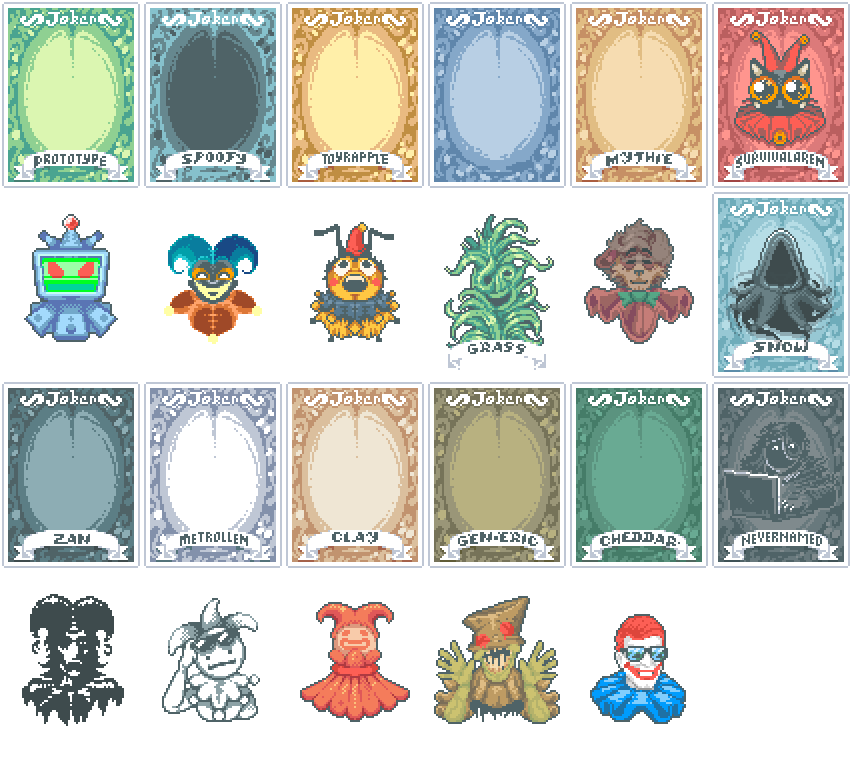 Joker
Joker
Joker
Joker
Joker
Joker
PROTOTYPE
SPOOFY
TOYRAPPLE
MYTHIE
SURVIVALAREN
Joker
GRASS
SNOW
Joker
Joker
Joker
Joker
Joker
Joker
ZAN
METROLLEN
CLAY
GEN-ERIC
CHEDDAR
NEVERNAMED